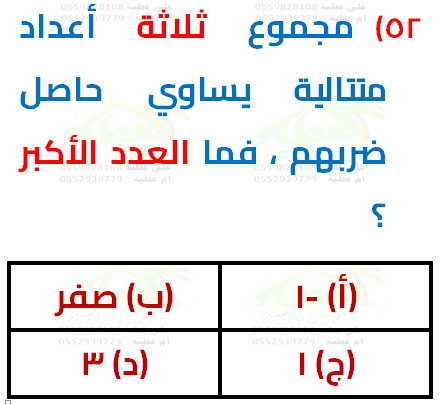 ٥٢) مجموع ثلاثة أعداد
متتالية يساوي حاصل
ضربهم ، فما العدد الأكبر
؟
(أ) -١ (ب) صفر
(ج) ١ (د) ٣